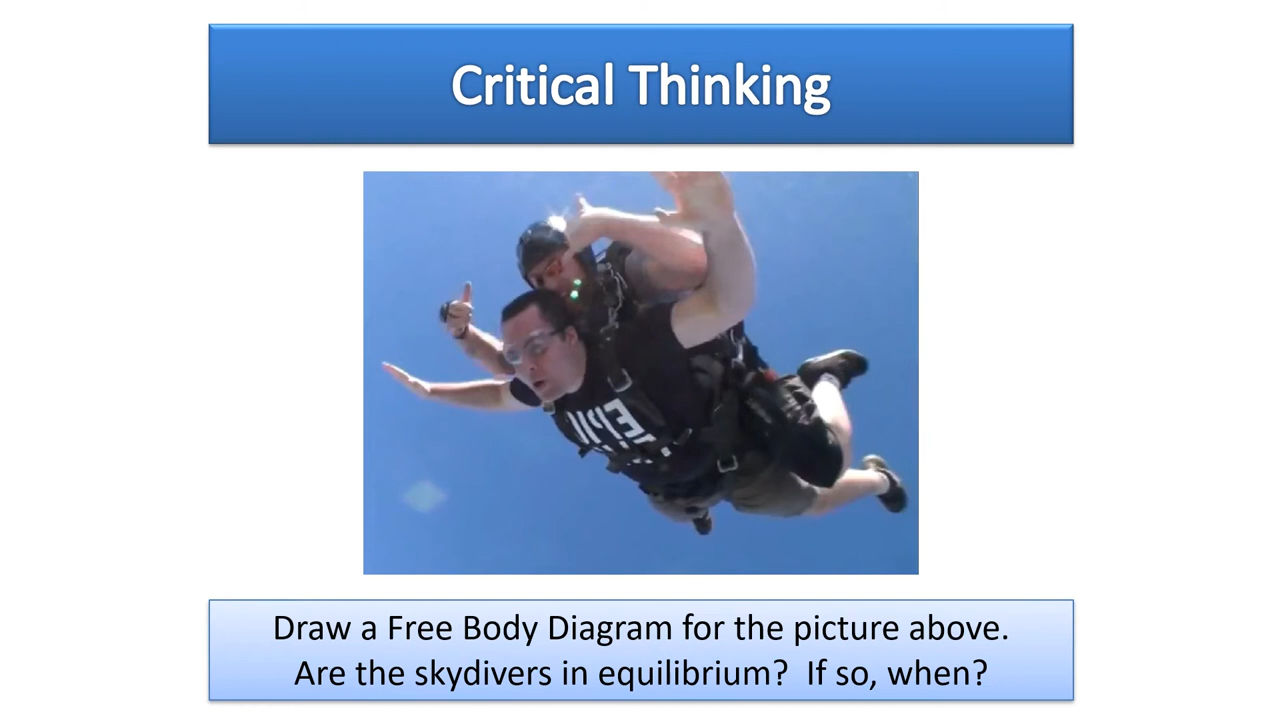 Critical Thinking
Draw a Free Body Diagram for the picture above.
Are the skydivers in equilibrium?  If so, when?